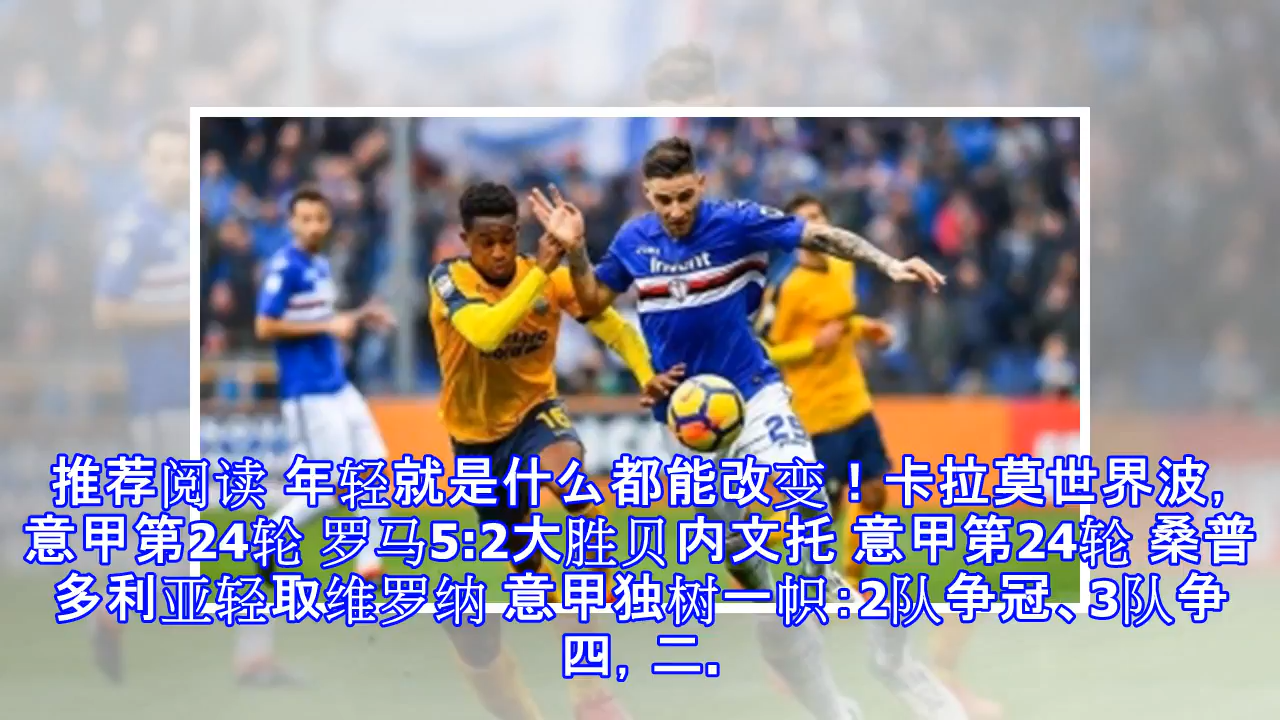 invent
16
25
推荐阅读 年轻就是什么都能改变！卡拉莫世界波,
意甲第24轮 罗马5:2大胜贝内文托 意甲第24轮 桑普
多利亚轻取维罗纳 意甲独树一帜:2队争冠、3队争
四, 二.